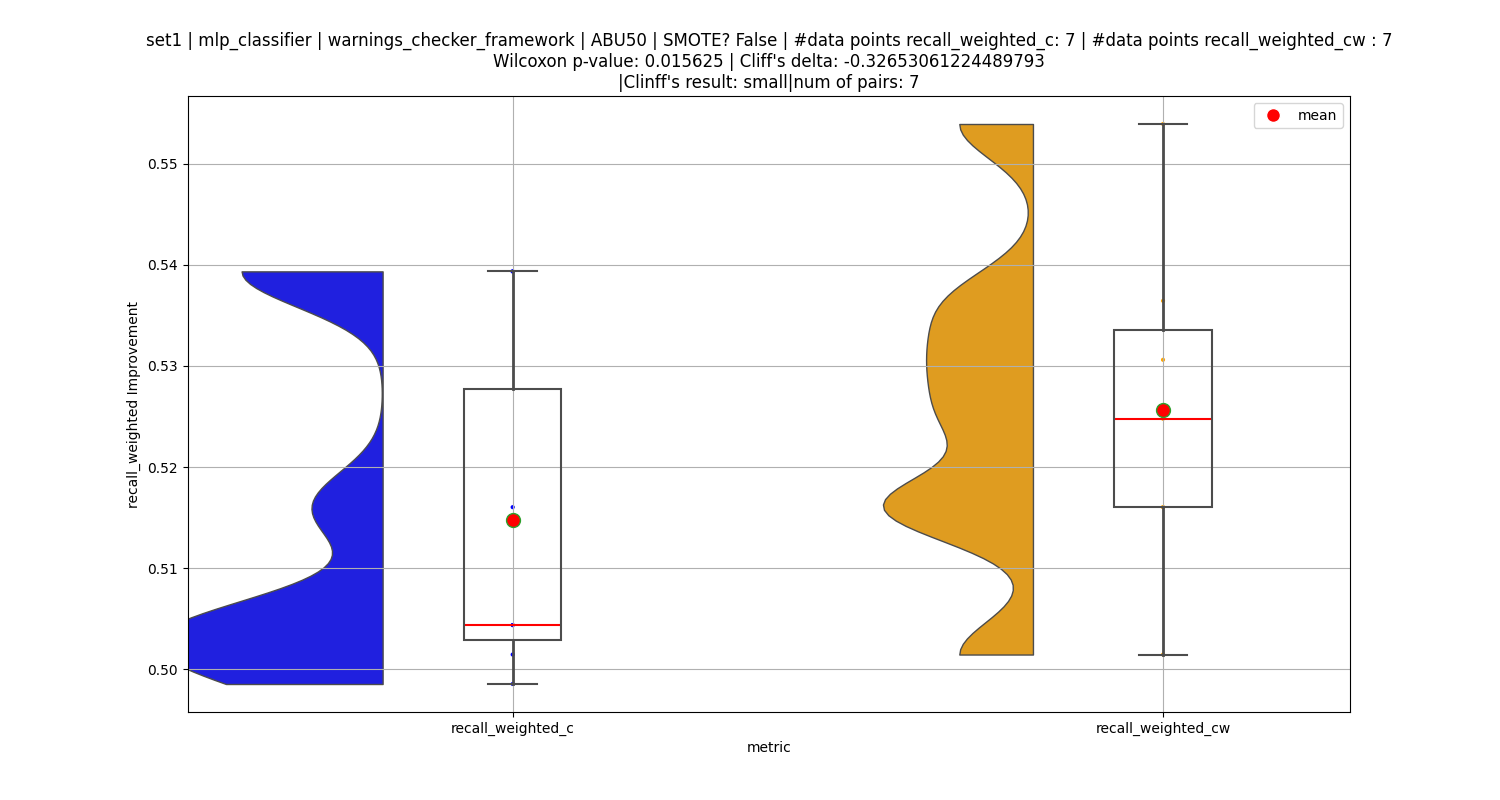 set1 | mlp_classifier | warnings_checker_framework | ABU50 | SMOTE? False | #data points recall_weighted_c: 7 | #data points recall_weighted_cw : 7
Wilcoxon p-value: 0.015625 | Cliff's delta: -0.32653061224489793
|Clinff's result: small|num of pairs: 7
mean
recall_weighted Improvement
0.55
0.54
0.53
0.52
0.51
0.50
recall_weighted_c
recall_weighted_cw
metric